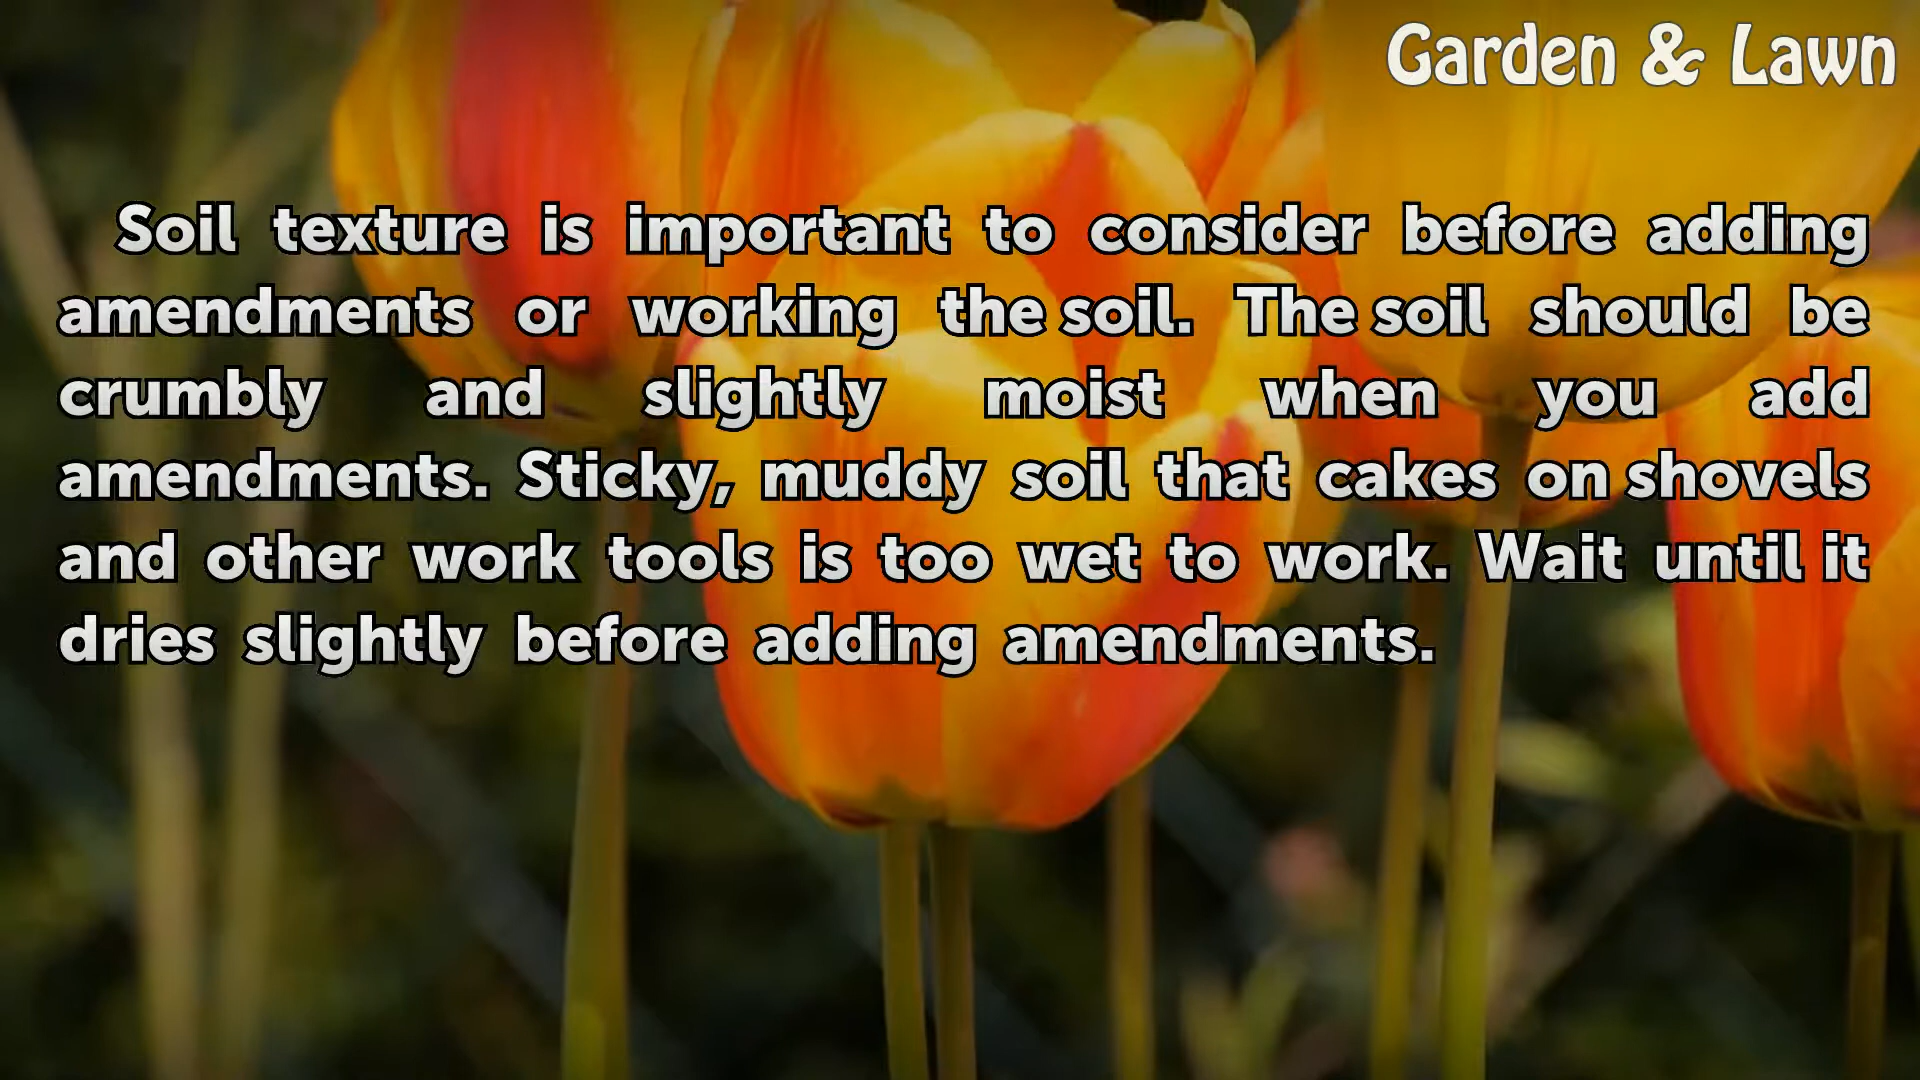 Garden & Lawn
Soil texture is important to consider before adding
amendments or working the soil. The soil should be
crumbly and slightly moist when you add
amendments. Sticky, muddy soil that cakes on shovels
and other work tools is too wet to work. Wait until it
dries slightly before adding amendments.